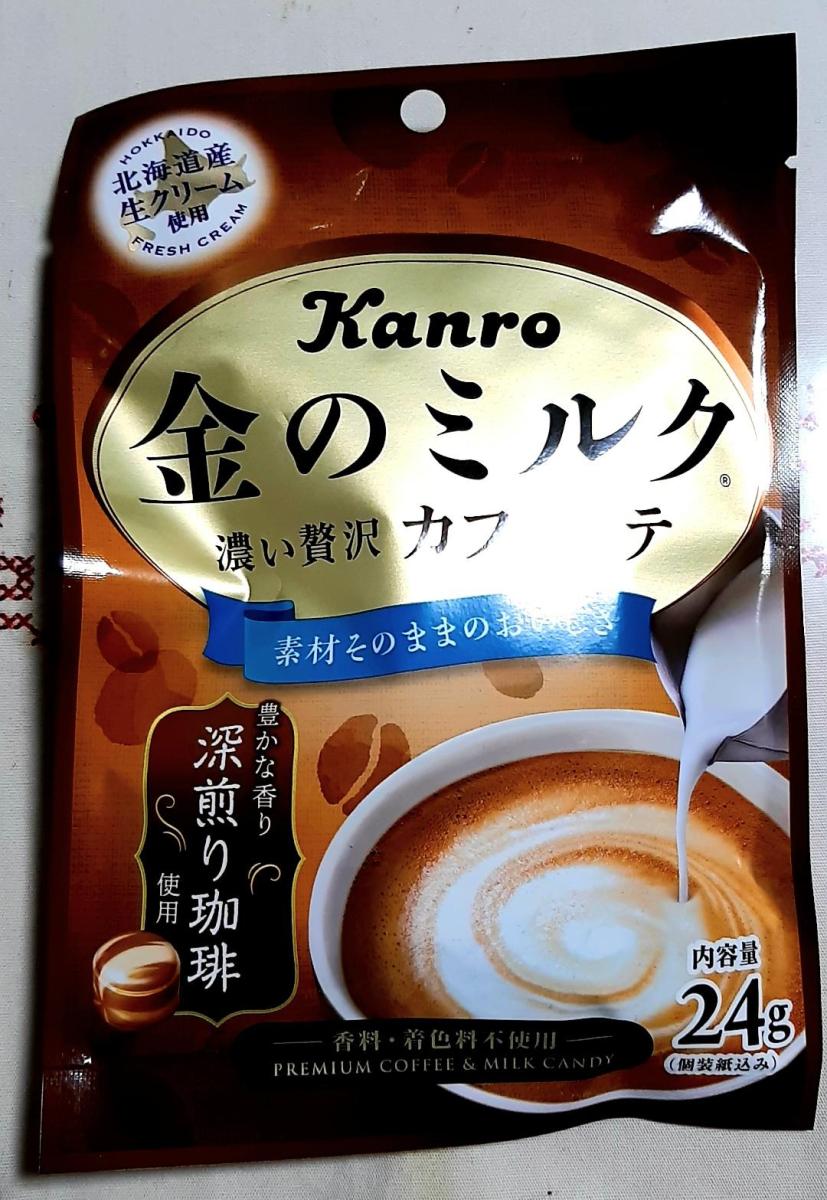 HOKKAIDO
北海道産
生クリーム
使用
FRESH CREAM
Kanro
金のミルク®
濃い贅沢 カフ テ
素材そのままのおいしさ
豊かな香り
深煎り珈琲
使用
内容量
24g
(個装紙込み)
香料・着色料不使用
PREMIUM COFFEE & MILK CANDY